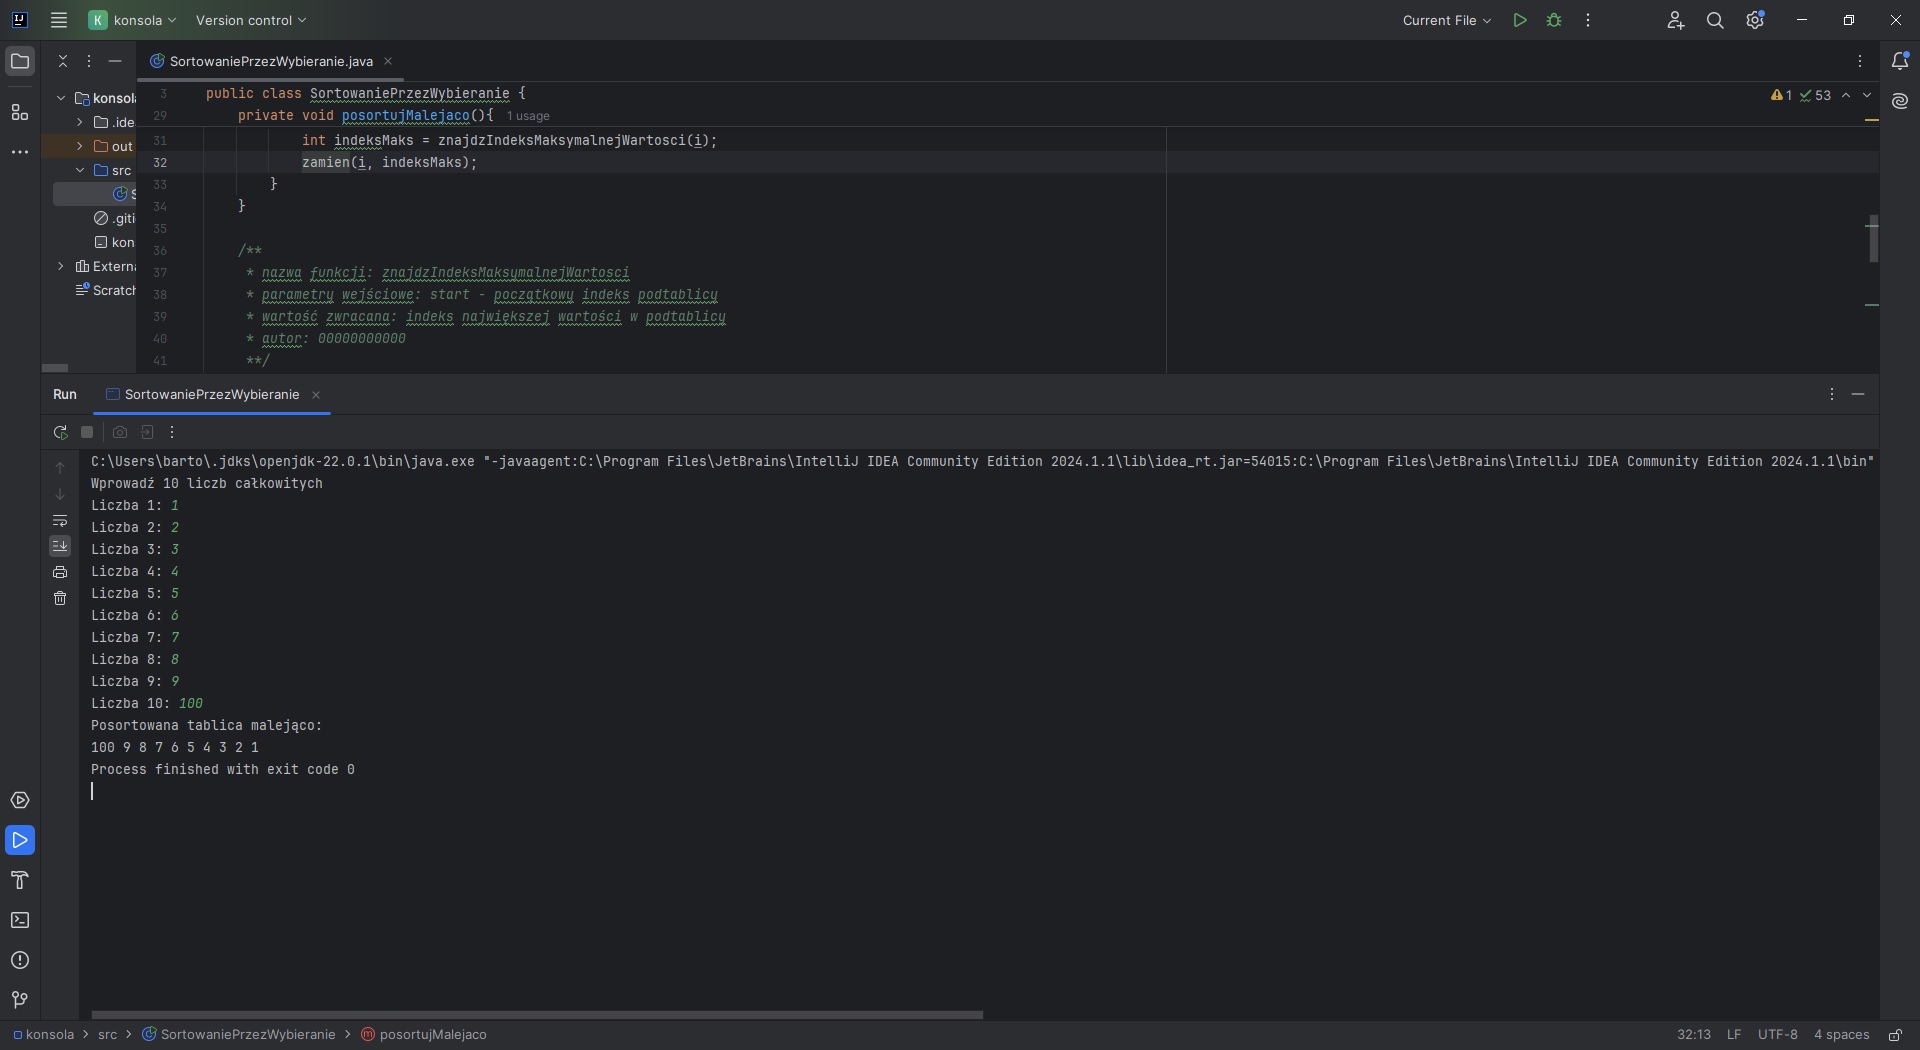 konsola
Version control
Current File
SortowaniePrzezWybieranie.java
konsola
.ide
out
src
S
.giti
kon
Externa
Scratch
1 53
3 public class SortowaniePrzezWybieranie {
29 private void posortujMalejaco(){ 1 usage
31 int indeksMaks = znajdzIndeksMaksymalnejWartosci(i);
32 zamien(i, indeksMaks);
33 }
34 }
35
36 /**
37 * nazwa funkcji: znajdzIndeksMaksymalnejWartosci
38 * parametry wejściowe: start - początkowy indeks podtablicy
39 * wartość zwracana: indeks największej wartości w podtablicy
40 * autor: 00000000000
41 **/
Run SortowaniePrzezWybieranie
C:\Users\barto\.jdks\openjdk-22.0.1\bin\java.exe "-javaagent:C:\Program Files\JetBrains\IntelliJ IDEA Community Edition 2024.1.1\lib\idea_rt.jar=54015:C:\Program Files\JetBrains\IntelliJ IDEA Community Edition 2024.1.1\bin"
Wprowadź 10 liczb całkowitych
Liczba 1: 1
Liczba 2: 2
Liczba 3: 3
Liczba 4: 4
Liczba 5: 5
Liczba 6: 6
Liczba 7: 7
Liczba 8: 8
Liczba 9: 9
Liczba 10: 100
Posortowana tablica malejąco:
100 9 8 7 6 5 4 3 2 1
Process finished with exit code 0
konsola > src > SortowaniePrzezWybieranie > posortujMalejaco
32:13 LF UTF-8 4 spaces